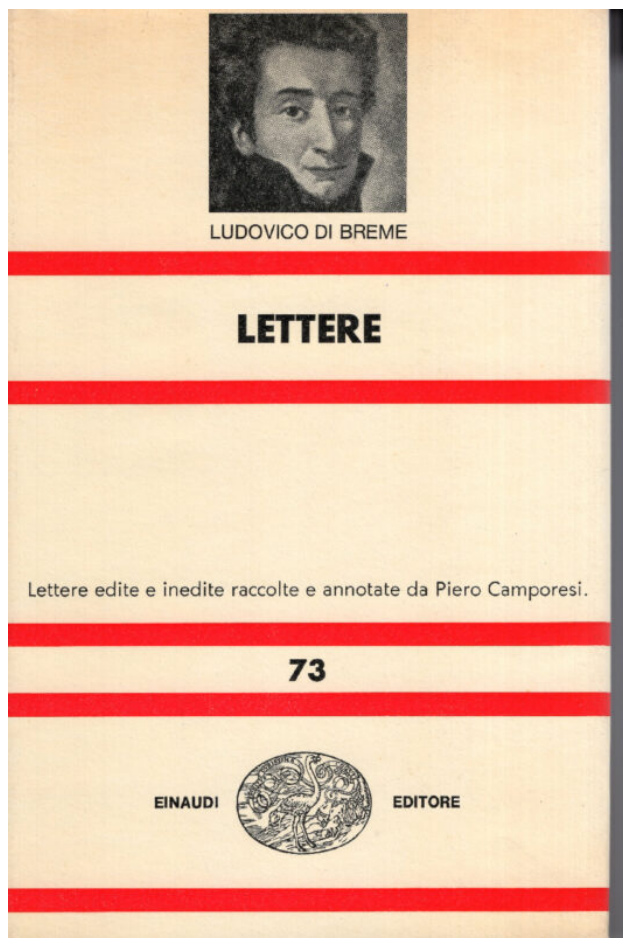 LUDOVICO DI BREME
LETTERE
Lettere edite e inedite raccolte e annotate da Piero Camporesi.
73
EINAUDI
EDITORE